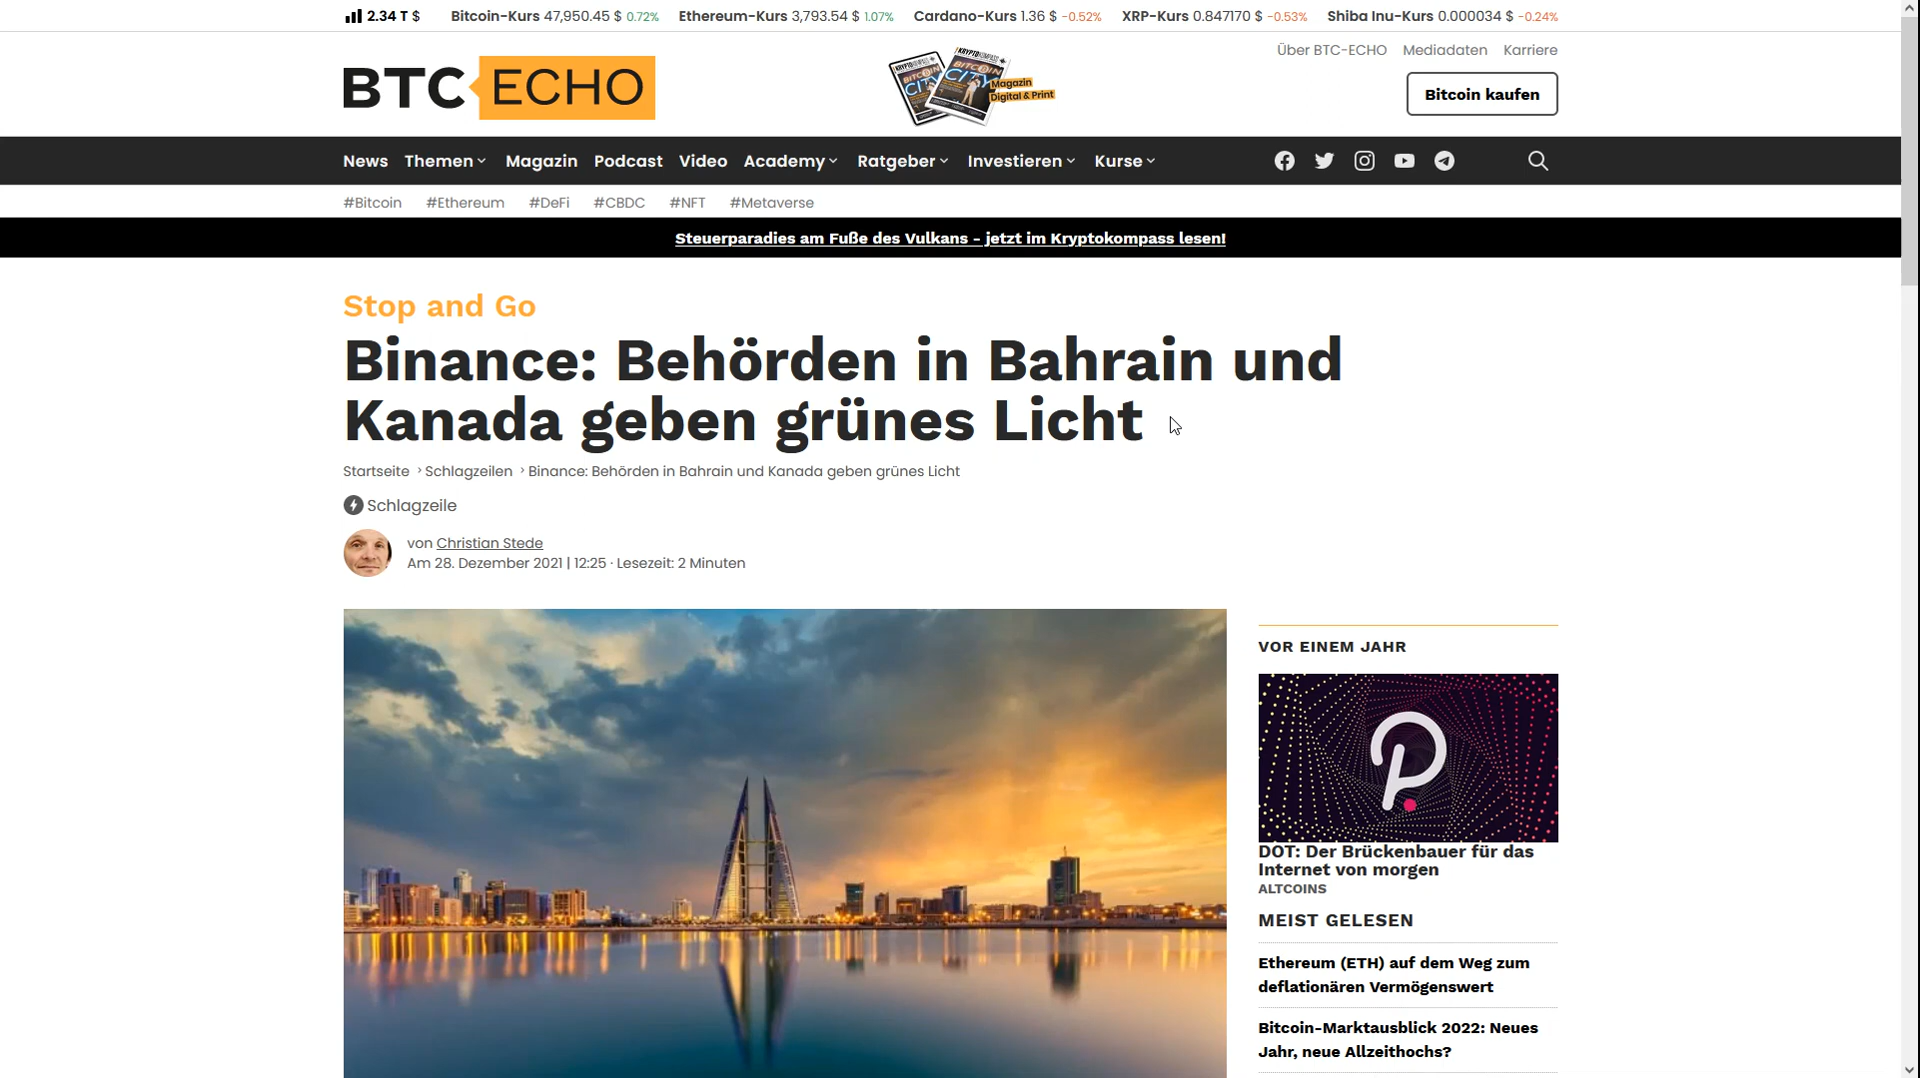 2.34 T $ Bitcoin-Kurs 47,950.45 $ 0.72% Ethereum-Kurs 3,793.54 $ 1.07% Cardano-Kurs 1.36 $ -0.52% XRP-Kurs 0.847170 $ -0.53% Shiba Inu-Kurs 0.000034 $ -0.24%
Über BTC-ECHO Mediadaten Karriere
BTC ECHO
KRYPTOKOMPASS
BITCOIN
CITY
Magazin
Digital & Print
Bitcoin kaufen
News Themen Magazin Podcast Video Academy Ratgeber Investieren Kurse
#Bitcoin #Ethereum #DeFi #CBDC #NFT #Metaverse
Steuerparadies am Fuße des Vulkans - jetzt im Kryptokompass lesen!
Stop and Go
Binance: Behörden in Bahrain und
Kanada geben grünes Licht
Startseite › Schlagzeilen › Binance: Behörden in Bahrain und Kanada geben grünes Licht
Schlagzeile
von Christian Stede
Am 28. Dezember 2021 | 12:25 · Lesezeit: 2 Minuten
VOR EINEM JAHR
DOT: Der Brückenbauer für das
Internet von morgen
ALTCOINS
MEIST GELESEN
Ethereum (ETH) auf dem Weg zum
deflationären Vermögenswert
Bitcoin-Marktausblick 2022: Neues
Jahr, neue Allzeithochs?